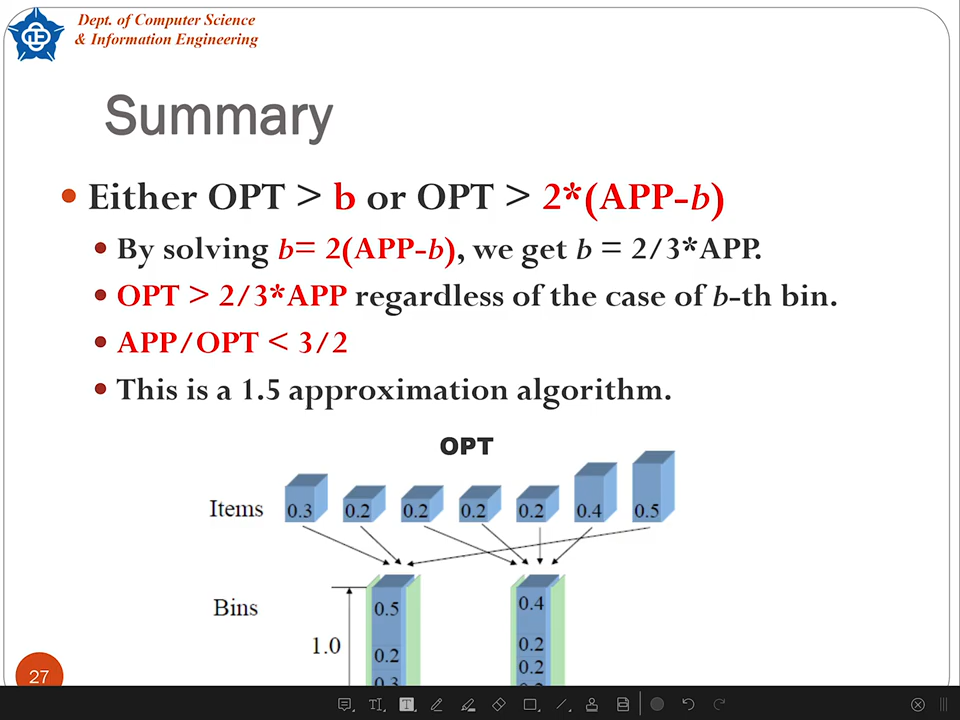 Dept. of Computer Science
& Information Engineering
Summary
• Either OPT > b or OPT > 2*(APP-b)
• By solving b= 2(APP-b), we get b = 2/3*APP.
• OPT > 2/3*APP regardless of the case of b-th bin.
• APP/OPT < 3/2
• This is a 1.5 approximation algorithm.
OPT
Items 0.3 0.2 0.2 0.2 0.2 0.4 0.5
Bins
0.5 0.4
1.0
0.2 0.2
0.2
0.3
27